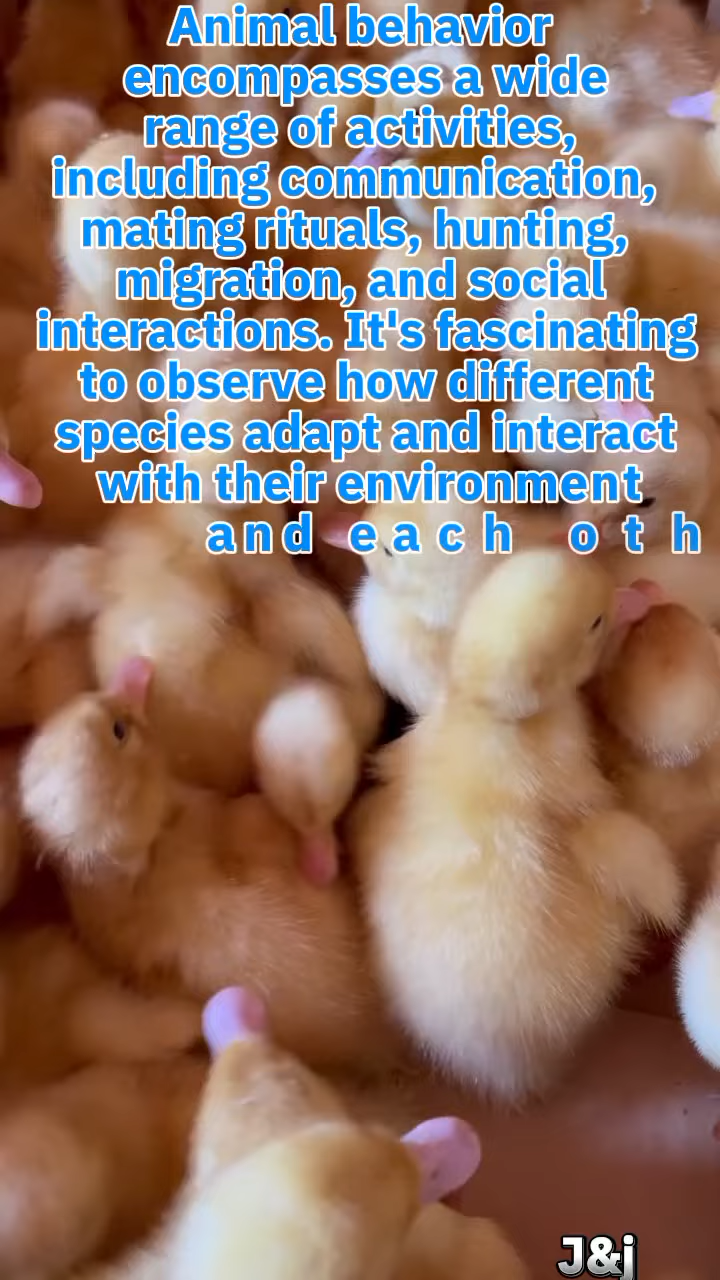 Animal behavior
encompasses a wide
range of activities,
including communication,
mating rituals, hunting,
migration, and social
interactions. It's fascinating
to observe how different
species adapt and interact
with their environment
and each oth
J&j